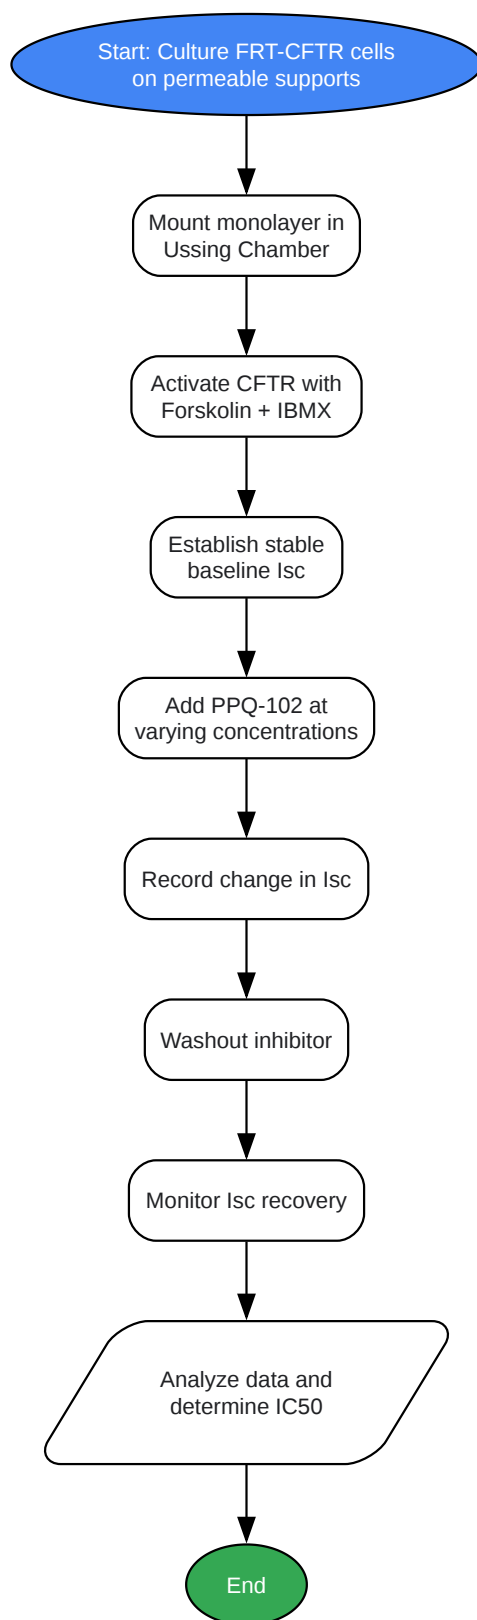 Start: Culture FRT-CFTR cells
on permeable supports
Mount monolayer in
Ussing Chamber
Activate CFTR with
Forskolin + IBMX
Establish stable
baseline Isc
Add PPQ-102 at
varying concentrations
Record change in Isc
Washout inhibitor
Monitor Isc recovery
Analyze data and
determine IC50
End